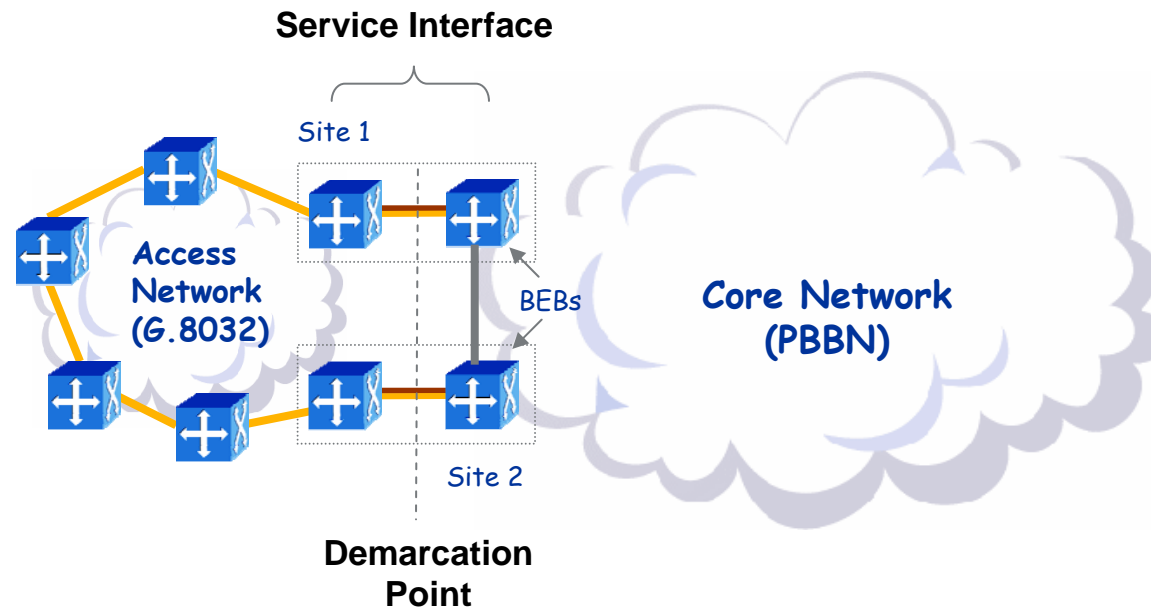 Service Interface
Site 1
Access
Network
(G.8032)
BEBs
Core Network
(PBBN)
Site 2
Demarcation
Point